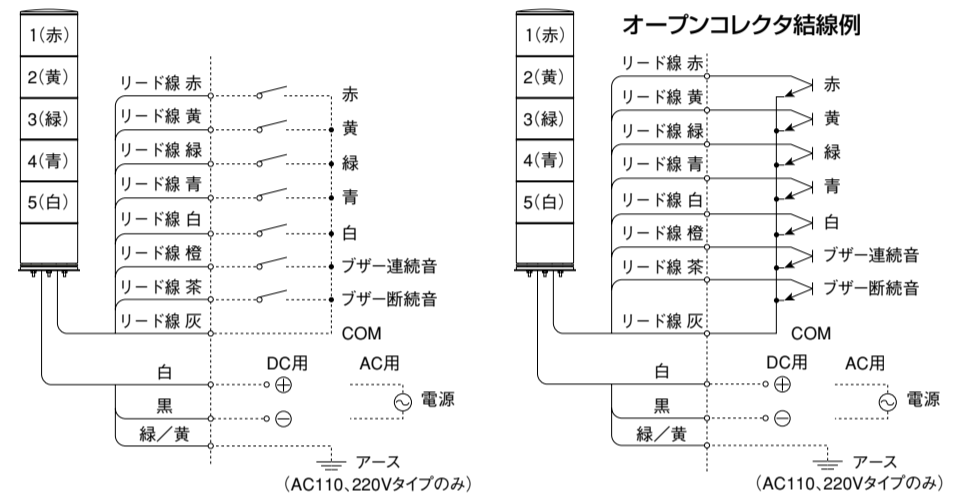 1(赤)
2(黄)
3(緑)
4(青)
5(白)
リード線 赤
赤
リード線 黄
黄
リード線 緑
緑
リード線 青
青
リード線 白
白
リード線 橙
ブザー連続音
リード線 茶
ブザー断続音
リード線 灰
COM
DC用
AC用
白
⊕
電源
黒
⊖
緑／黄
アース
(AC110、220Vタイプのみ)
オープンコレクタ結線例
1(赤)
2(黄)
3(緑)
4(青)
5(白)
リード線 赤
赤
リード線 黄
黄
リード線 緑
緑
リード線 青
青
リード線 白
白
リード線 橙
ブザー連続音
リード線 茶
ブザー断続音
リード線 灰
COM
DC用
AC用
白
⊕
電源
黒
⊖
緑／黄
アース
(AC110、220Vタイプのみ)